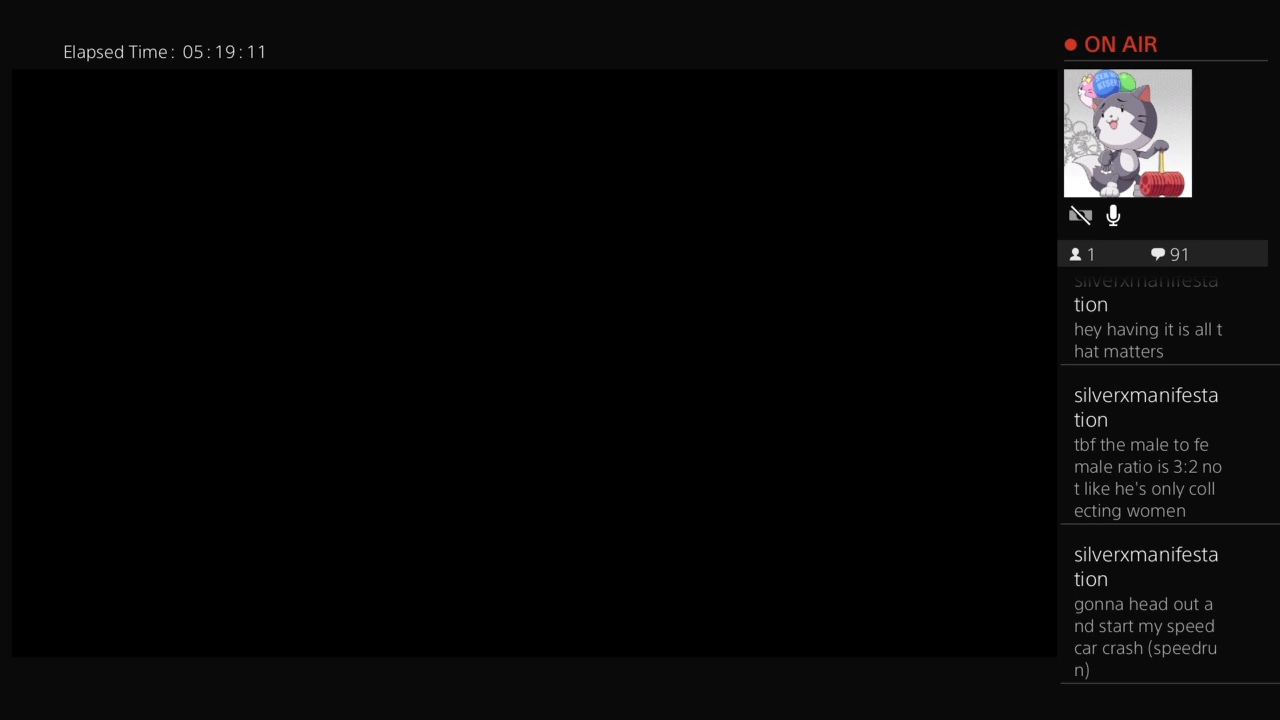 Elapsed Time: 05:19:11
ON AIR
1
91
silverxmanifesta
tion
hey having it is all t
hat matters
silverxmanifesta
tion
tbf the male to fe
male ratio is 3:2 no
t like he's only coll
ecting women
silverxmanifesta
tion
gonna head out a
nd start my speed
car crash (speedru
n)